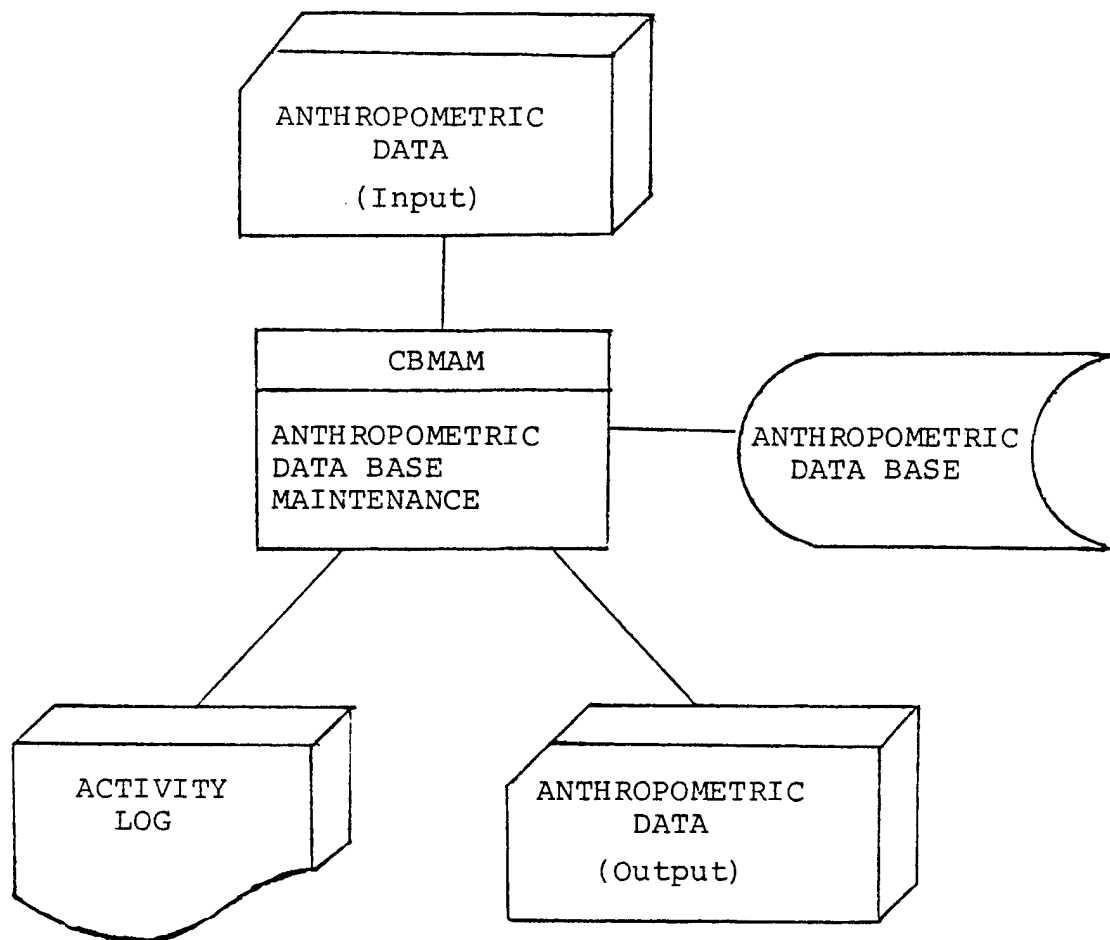 ANTHROPOMETRIC
DATA
(Input)
CBMAM
ANTHROPOMETRIC
DATA BASE
MAINTENANCE
ANTHROPOMETRIC
DATA BASE
ACTIVITY
LOG
ANTHROPOMETRIC
DATA
(Output)